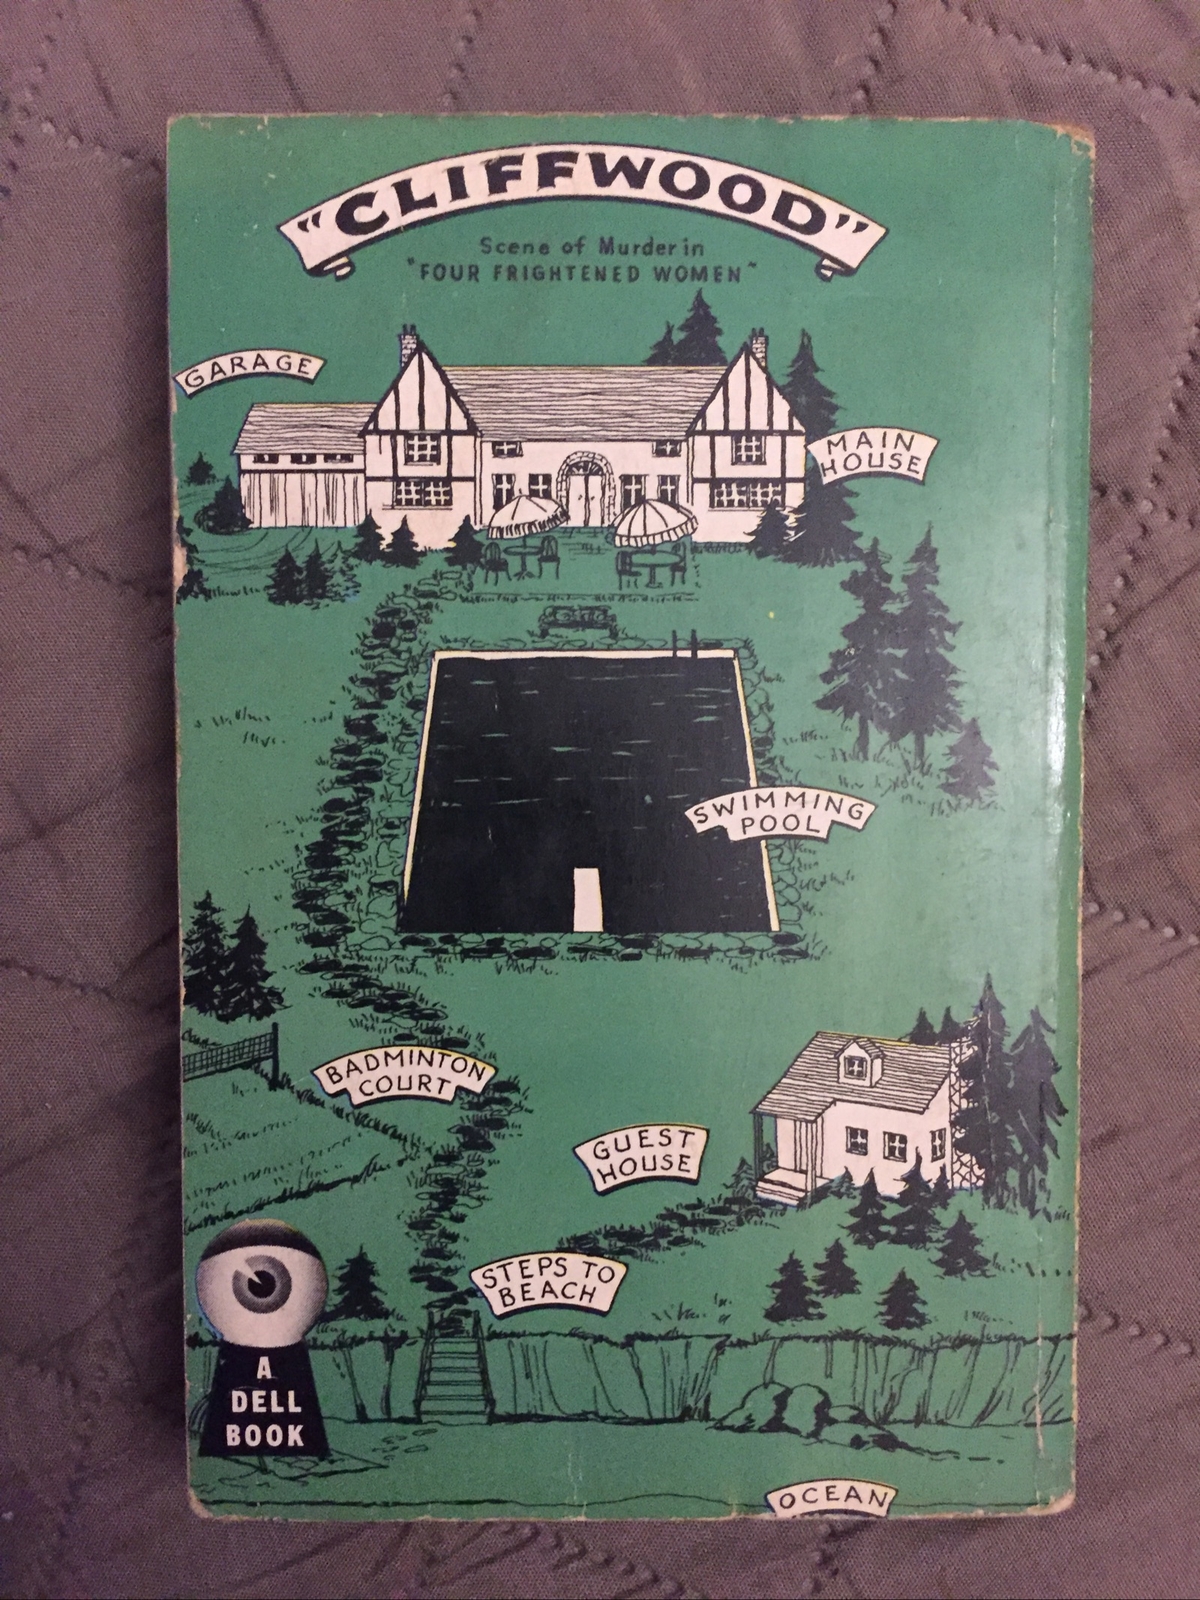 "CLIFFWOOD"
Scene of Murder in
"FOUR FRIGHTENED WOMEN"
GARAGE
MAIN
HOUSE
SWIMMING
POOL
BADMINTON
COURT
GUEST
HOUSE
STEPS TO
BEACH
A
DELL
BOOK
OCEAN